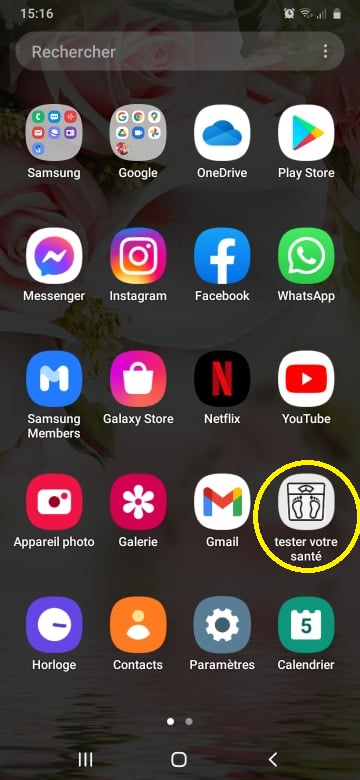 15:16
Rechercher
Samsung
Google
OneDrive
Play Store
Messenger
Instagram
Facebook
WhatsApp
Samsung
Members
Galaxy Store
Netflix
YouTube
Appareil photo
Galerie
Gmail
tester votre
santé
Horloge
Contacts
Paramètres
5
Calendrier